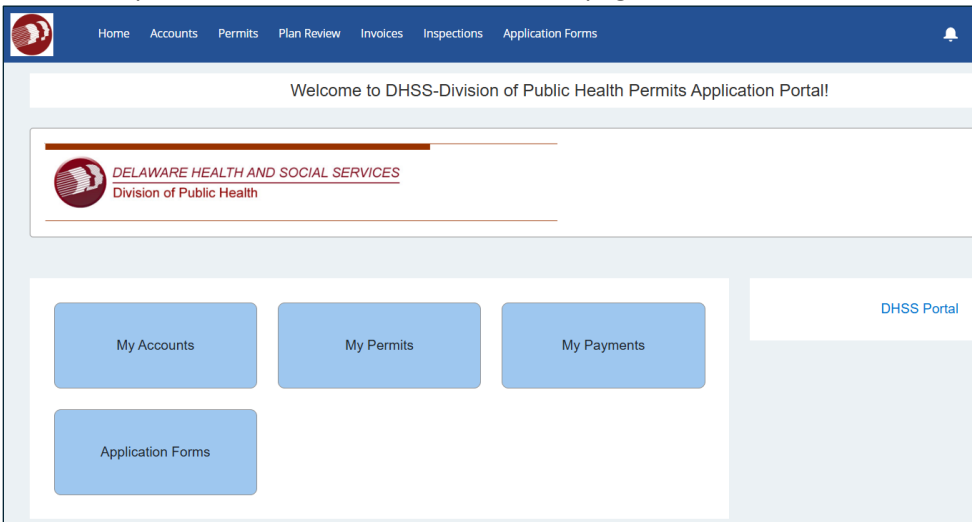 Home Accounts Permits Plan Review Invoices Inspections Application Forms
Welcome to DHSS-Division of Public Health Permits Application Portal!
DELAWARE HEALTH AND SOCIAL SERVICES
Division of Public Health
My Accounts My Permits My Payments
DHSS Portal
Application Forms